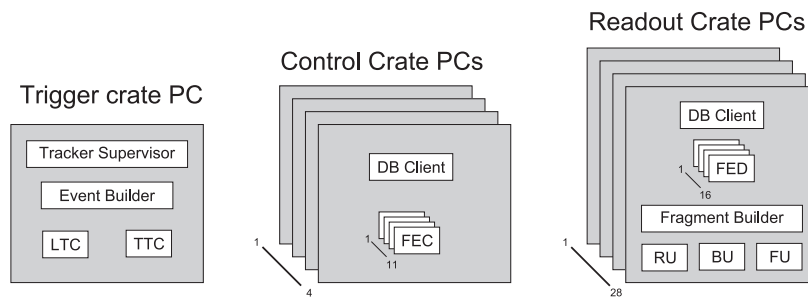 Trigger crate PC
Tracker Supervisor
Event Builder
LTC
TTC
Control Crate PCs
DB Client
1
FEC
11
1
4
Readout Crate PCs
DB Client
1
FED
16
Fragment Builder
RU
BU
FU
1
28